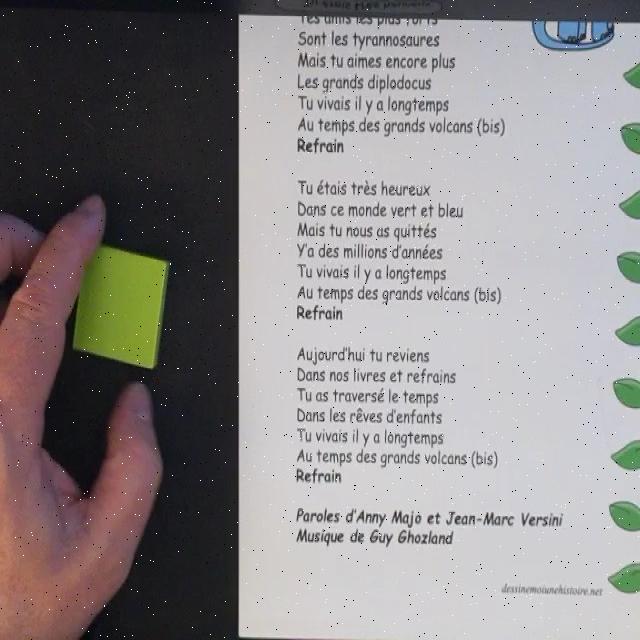 Tes amis les plus forts
Sont les tyrannosaures
Mais tu aimes encore plus
Les grands diplodocus
Tu vivais il y a longtemps
Au temps des grands volcans (bis)
Refrain
Tu étais très heureux
Dans ce monde vert et bleu
Mais tu nous as quittés
Y'a des millions d'années
Tu vivais il y a longtemps
Au temps des grands volcans (bis)
Refrain
Aujourd'hui tu reviens
Dans nos livres et refrains
Tu as traversé le temps
Dans les rêves d'enfants
Tu vivais il y a longtemps
Au temps des grands volcans (bis)
Refrain
Paroles d'Anny Majo et Jean-Marc Versini
Musique de Guy Ghozland
dessinemoiunehistoire.net